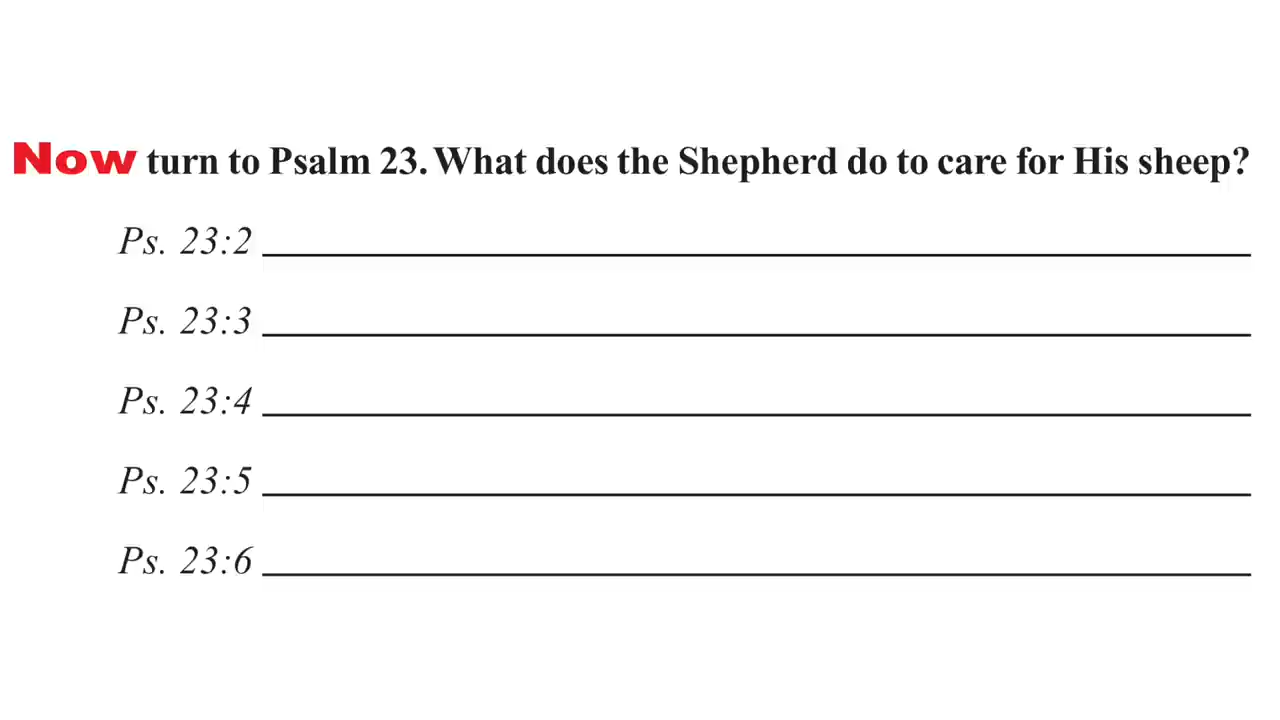 Now turn to Psalm 23. What does the Shepherd do to care for His sheep?
Ps. 23:2
Ps. 23:3
Ps. 23:4
Ps. 23:5
Ps. 23:6